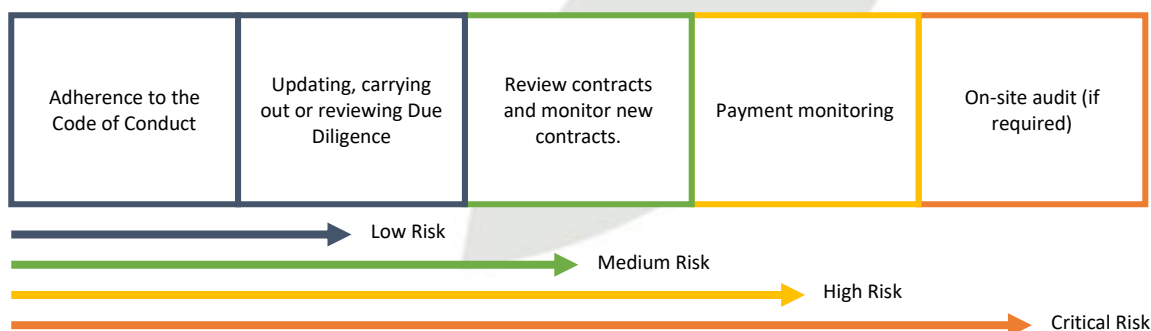 Adherence to the
Code of Conduct
Updating, carrying
out or reviewing Due
Diligence
Review contracts
and monitor new
contracts.
Payment monitoring
On-site audit (if
required)
Low Risk
Medium Risk
High Risk
Critical Risk